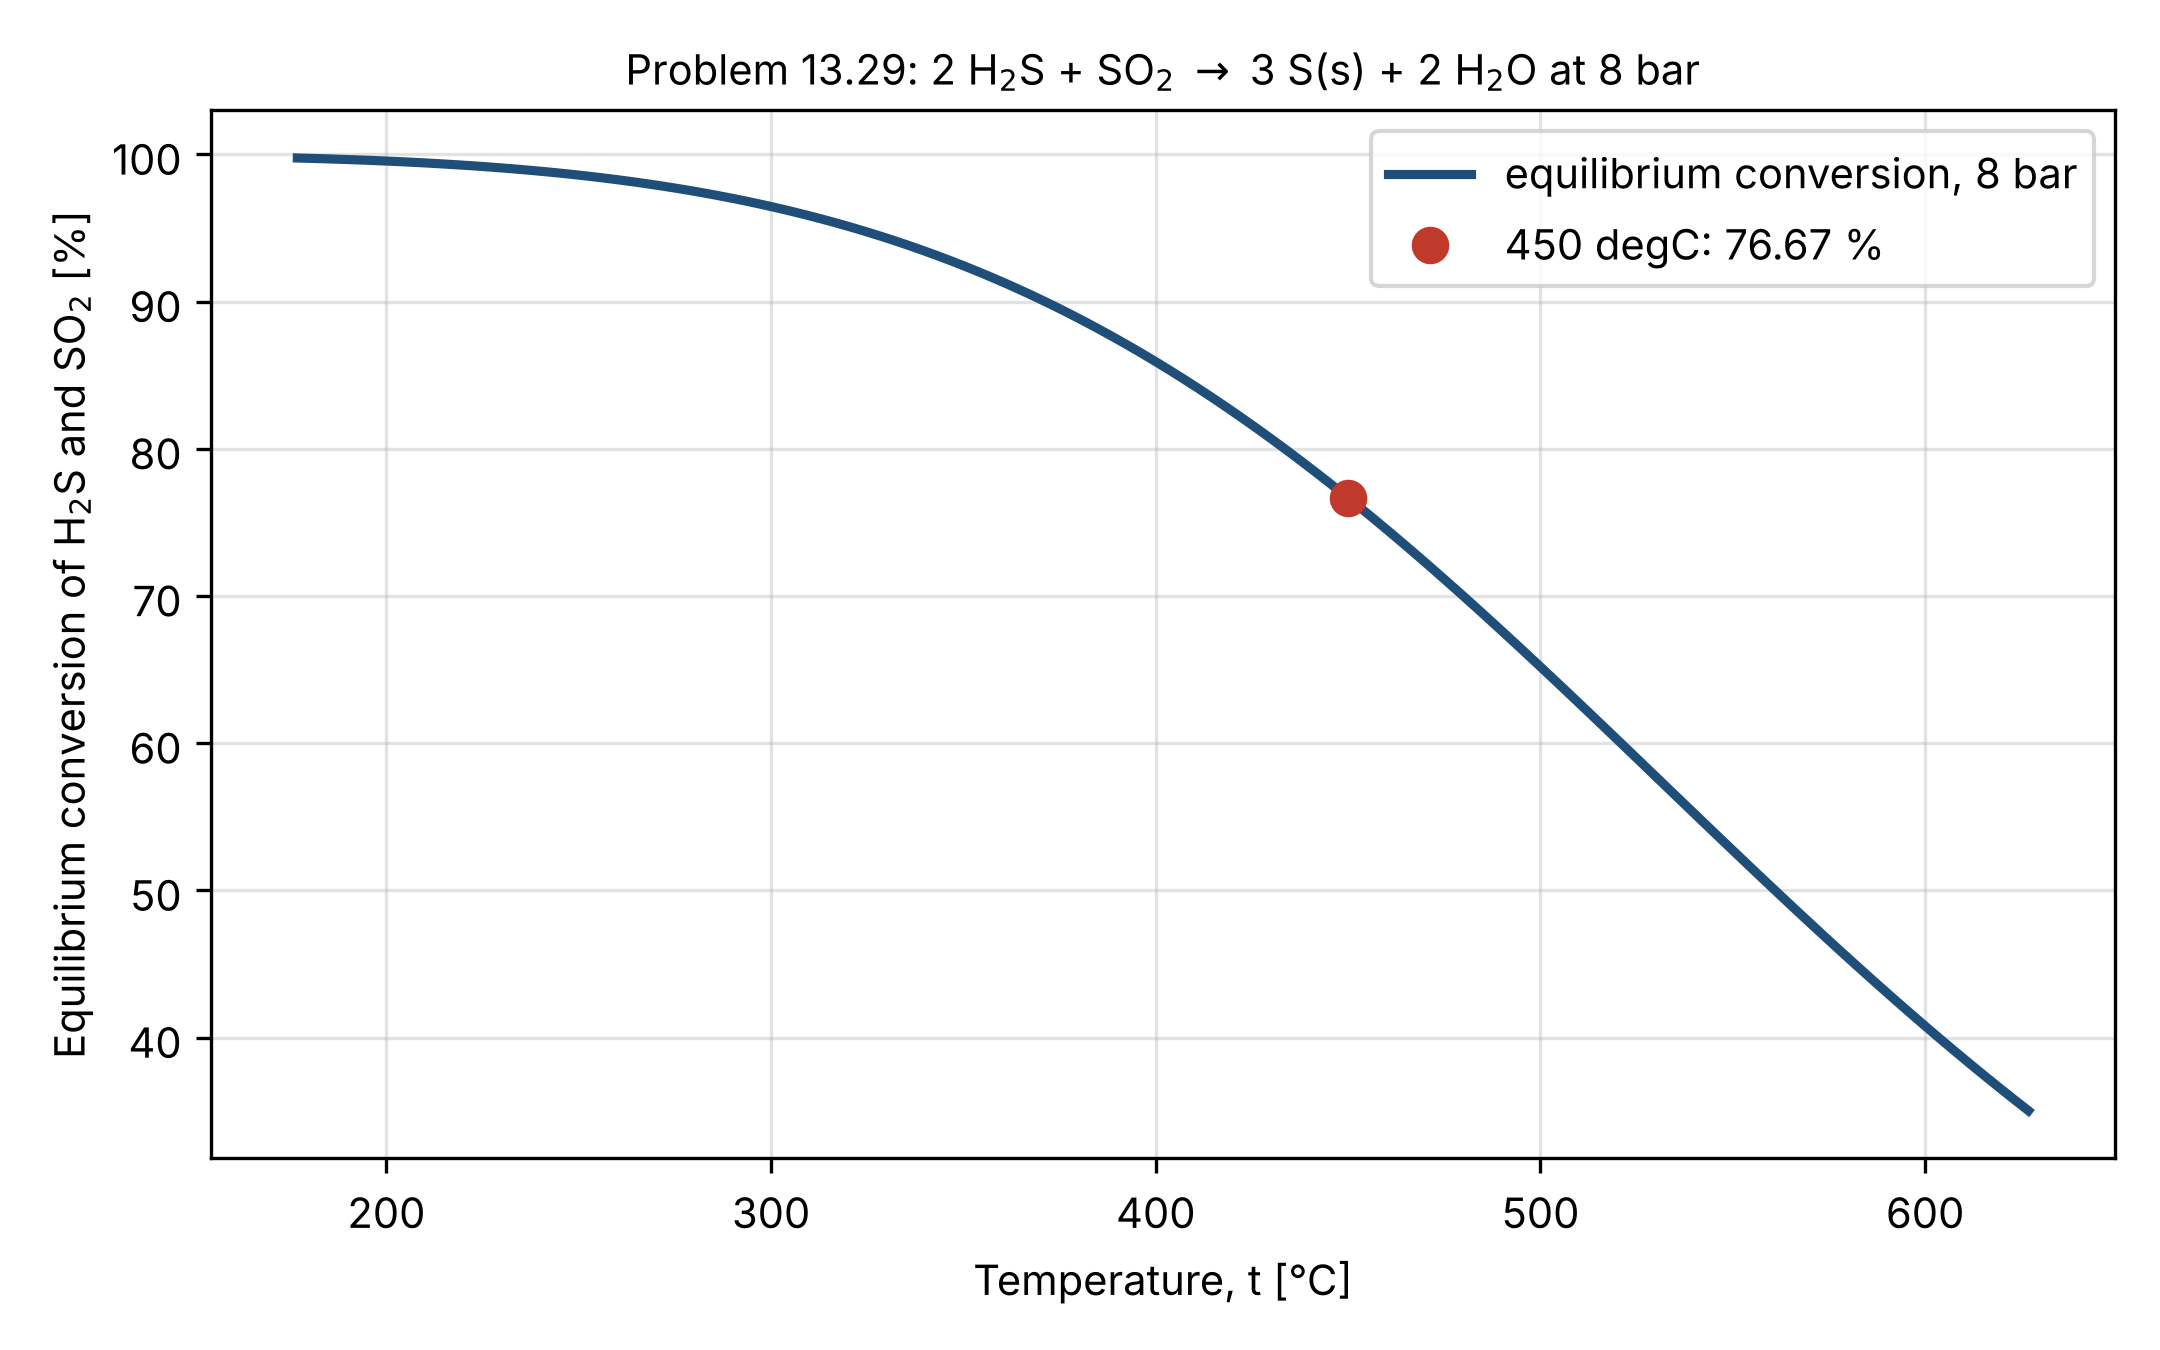 Problem 13.29: 2 H₂S + SO₂ → 3 S(s) + 2 H₂O at 8 bar
equilibrium conversion, 8 bar
450 degC: 76.67 %
Equilibrium conversion of H₂S and SO₂ [%]
100
90
80
70
60
50
40
200 300 400 500 600
Temperature, t [°C]